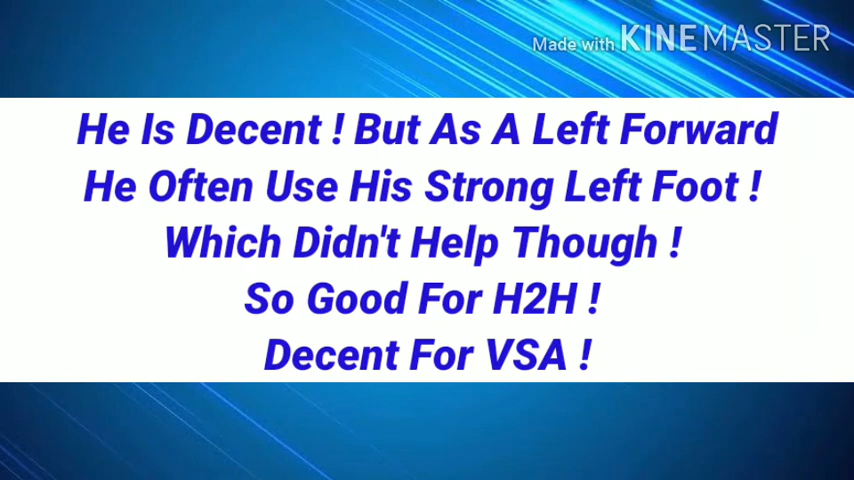 Made with KINEMASTER
He Is Decent ! But As A Left Forward
He Often Use His Strong Left Foot !
Which Didn't Help Though !
So Good For H2H !
Decent For VSA !